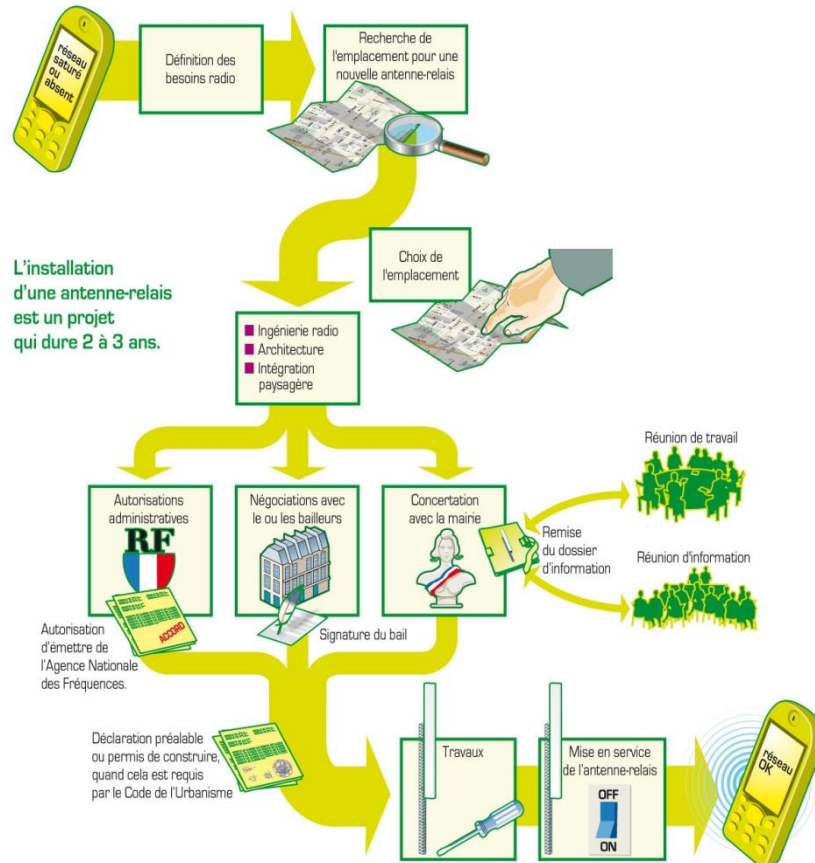 réseau
saturé
ou
absent
Définition des
besoins radio
Recherche de
l'emplacement pour une
nouvelle antenne-relais
Choix de
l'emplacement
L'installation
d'une antenne-relais
est un projet
qui dure 2 à 3 ans.
Ingénierie radio
Architecture
Intégration
paysagère
Autorisations
administratives
RF
ACCORD
Autorisation
d'émettre de
l'Agence Nationale
des Fréquences.
Négociations avec
le ou les bailleurs
Signature du bail
Concertation
avec la mairie
Remise
du dossier
d'information
Réunion de travail
Réunion d'information
Déclaration préalable
ou permis de construire,
quand cela est requis
par le Code de l'Urbanisme
Travaux
Mise en service
de l'antenne-relais
OFF
ON
réseau
OK